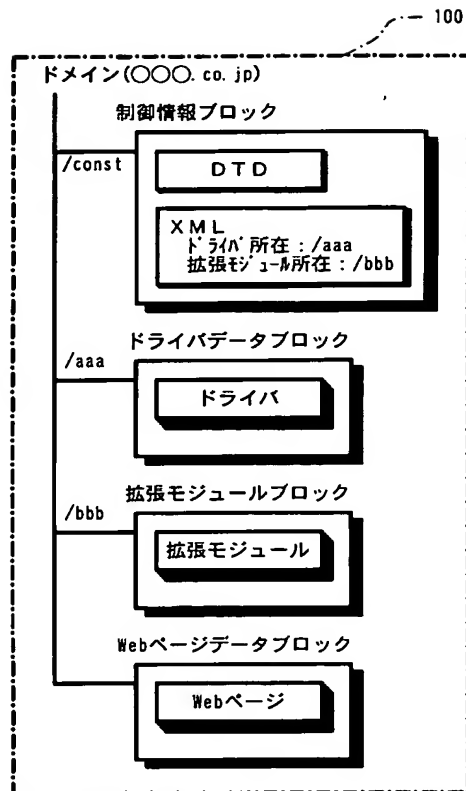 100
ドメイン(○○○.co.jp)
制御情報ブロック
/const
DTD
XML
ドライバ所在:/aaa
拡張モジュール所在:/bbb
ドライバデータブロック
/aaa
ドライバ
拡張モジュールブロック
/bbb
拡張モジュール
Webページデータブロック
Webページ